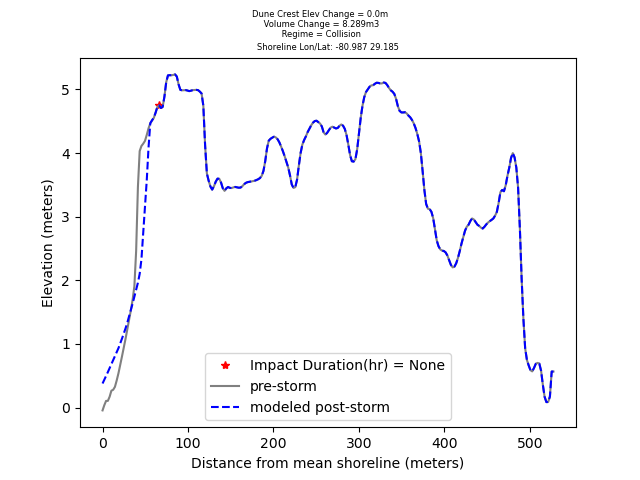 Dune Crest Elev Change = 0.0m
Volume Change = 8.289m3
Regime = Collision
Shoreline Lon/Lat: -80.987 29.185
5
4
3
2
1
0
Elevation (meters)
Impact Duration(hr) = None
pre-storm
modeled post-storm
0 100 200 300 400 500
Distance from mean shoreline (meters)